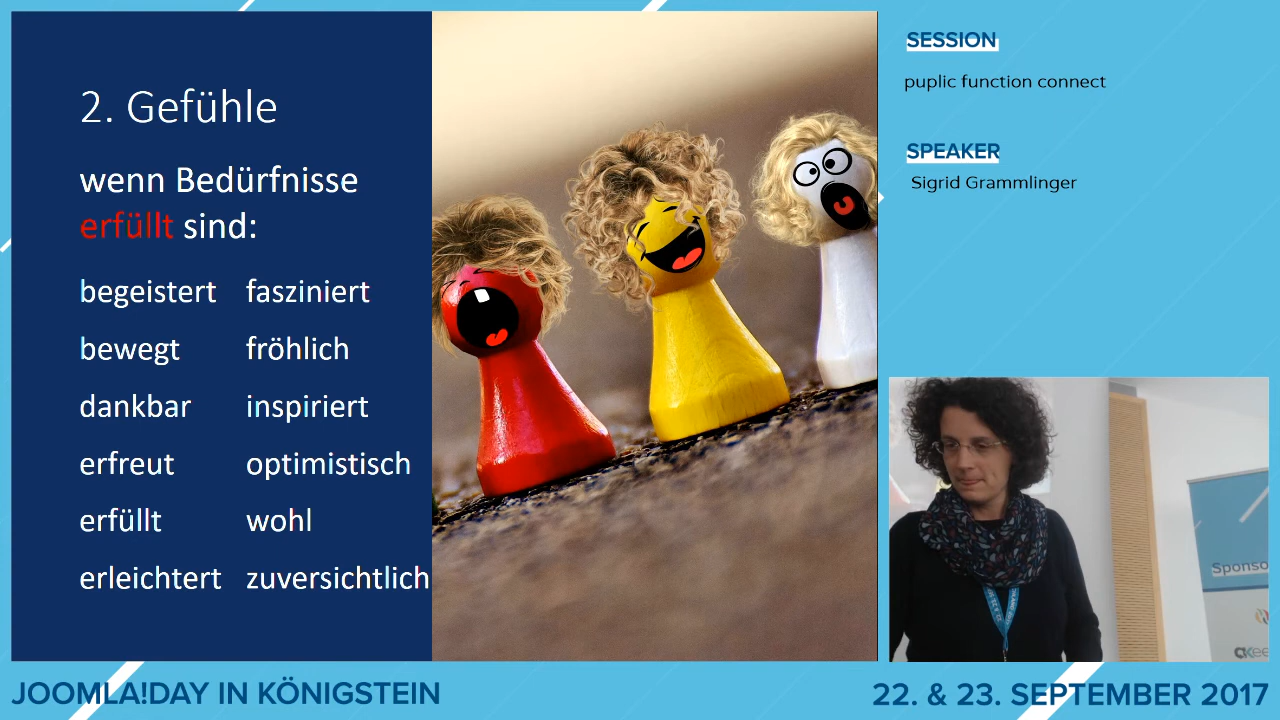 2. Gefühle
wenn Bedürfnisse
erfüllt sind:
begeistert fasziniert
bewegt fröhlich
dankbar inspiriert
erfreut optimistisch
erfüllt wohl
erleichtert zuversichtlich
SESSION
puplic function connect
SPEAKER
Sigrid Grammlinger
JOOMLA!DAY IN KÖNIGSTEIN
22. & 23. SEPTEMBER 2017